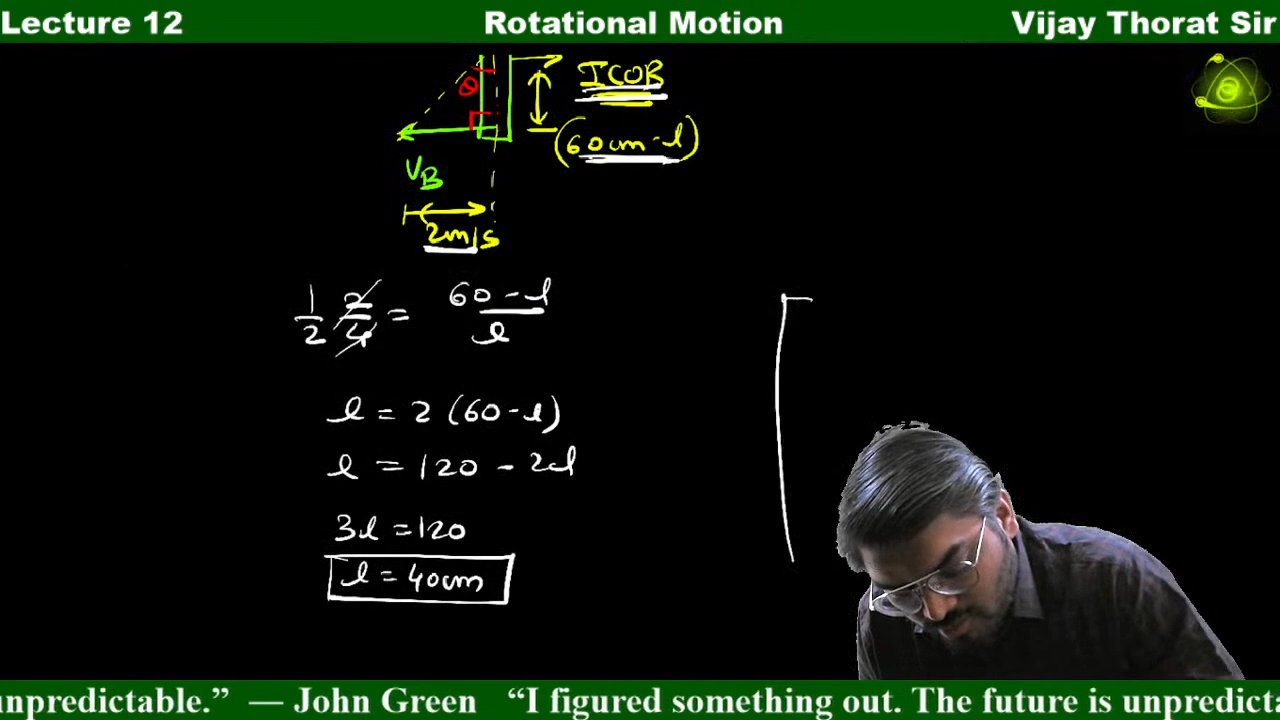 Lecture 12 Rotational Motion Vijay Thorat Sir
θ
ICOR
(60cm-l)
VB
2m/s
1/2 2/4 = 60-l/l
l = 2 (60-l)
l = 120 - 2l
3l = 120
l = 40cm
unpredictable.” — John Green “I figured something out. The future is unpredicta